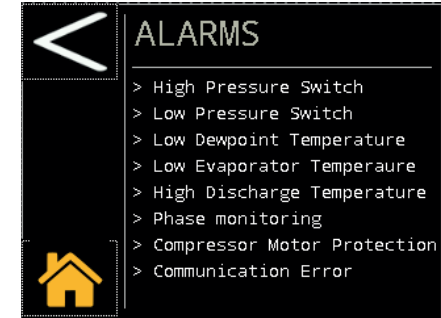 ALARMS
> High Pressure Switch
> Low Pressure Switch
> Low Dewpoint Temperature
> Low Evaporator Temperaure
> High Discharge Temperature
> Phase monitoring
> Compressor Motor Protection
> Communication Error